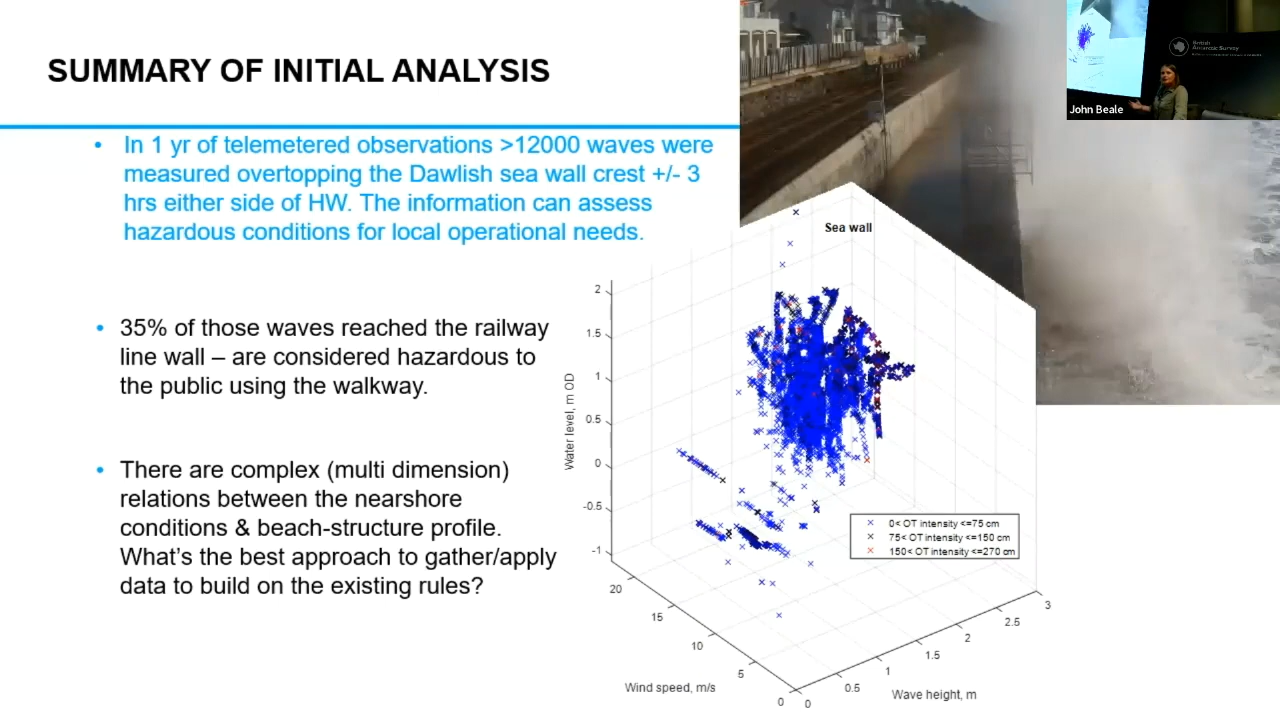 SUMMARY OF INITIAL ANALYSIS
• In 1 yr of telemetered observations >12000 waves were
measured overtopping the Dawlish sea wall crest +/- 3
hrs either side of HW. The information can assess
hazardous conditions for local operational needs.
• 35% of those waves reached the railway
line wall – are considered hazardous to
the public using the walkway.
• There are complex (multi dimension)
relations between the nearshore
conditions & beach-structure profile.
What's the best approach to gather/apply
data to build on the existing rules?
British
Antarctic Survey
John Beale
Sea wall
Water level, m OD
2
1.5
1
0.5
0
-0.5
-1
0< OT intensity <=75 cm
75< OT intensity <=150 cm
150< OT intensity <=270 cm
20
15
10
5
0
Wind speed, m/s
0
0.5
1
1.5
2
2.5
3
Wave height, m